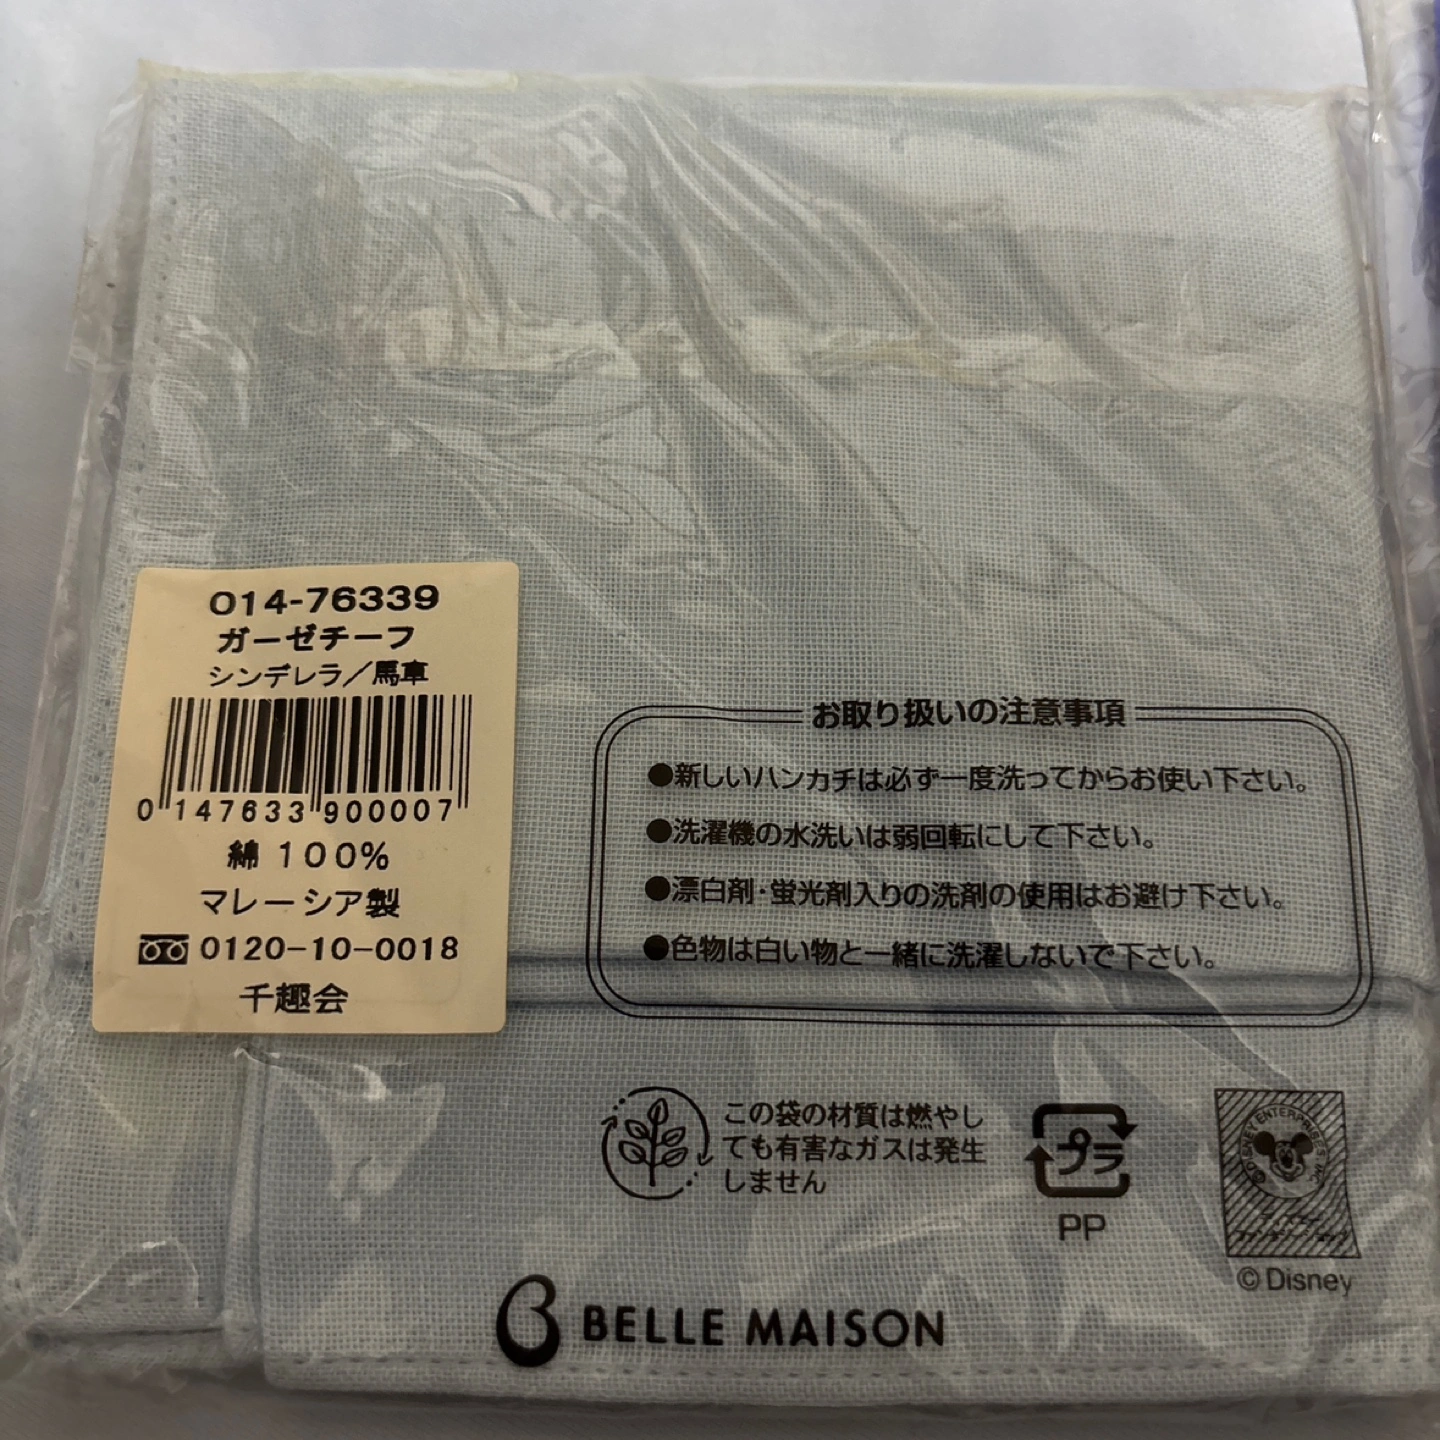 014-76339
ガーゼチーフ
シンデレラ／馬車
0 147633 900007
綿 100%
マレーシア製
0120-10-0018
千趣会
お取り扱いの注意事項
●新しいハンカチは必ず一度洗ってからお使い下さい。
●洗濯機の水洗いは弱回転にして下さい。
●漂白剤・蛍光剤入りの洗剤の使用はお避け下さい。
●色物は白い物と一緒に洗濯しないで下さい。
この袋の材質は燃やし
ても有害なガスは発生
しません
プラ
PP
©DISNEY ENTERPRISES INC.
©Disney
BELLE MAISON